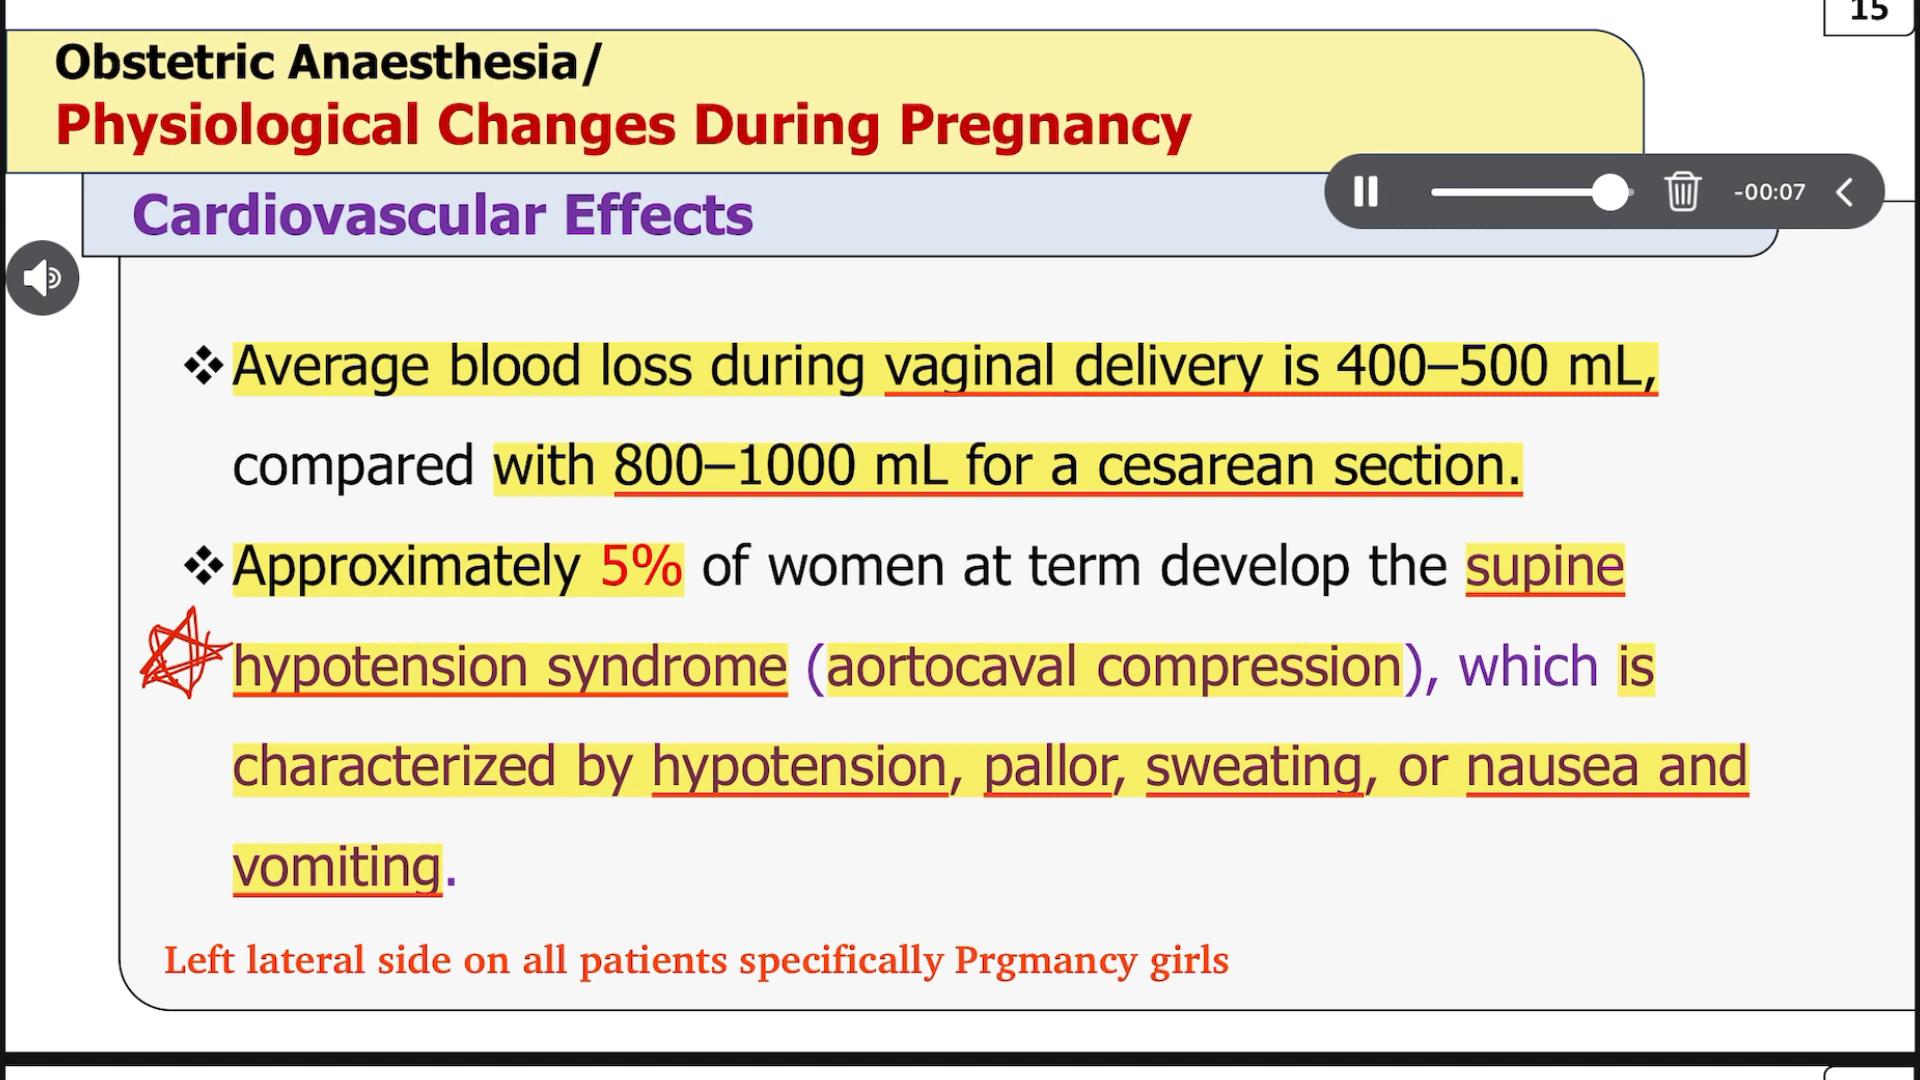 15
Obstetric Anaesthesia/
Physiological Changes During Pregnancy
-00:07
Cardiovascular Effects
❖Average blood loss during vaginal delivery is 400–500 mL,
compared with 800–1000 mL for a cesarean section.
❖Approximately 5% of women at term develop the supine
hypotension syndrome (aortocaval compression), which is
characterized by hypotension, pallor, sweating, or nausea and
vomiting.
Left lateral side on all patients specifically Prgmancy girls